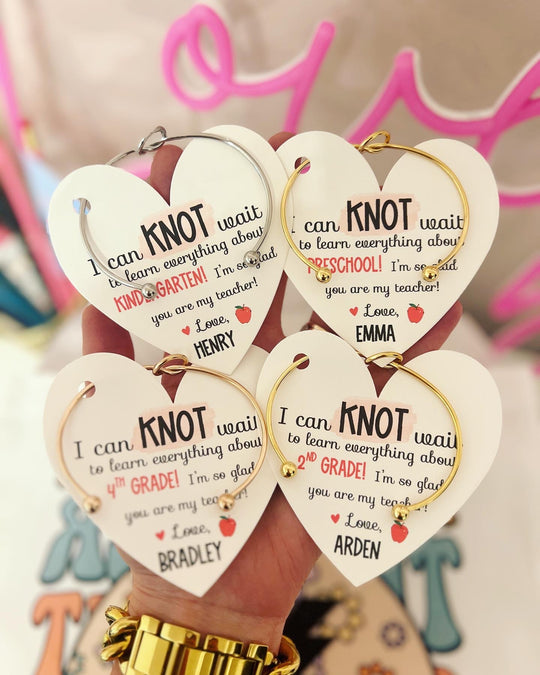 I can KNOT wait
to learn everything about
KINDERGARTEN! I'm so glad
you are my teacher!
Love,
HENRY
I can KNOT wait
to learn everything about
PRESCHOOL! I'm so glad
you are my teacher!
Love,
EMMA
I can KNOT wait
to learn everything about
4TH GRADE! I'm so glad
you are my teacher!
Love,
BRADLEY
I can KNOT wait
to learn everything about
2ND GRADE! I'm so glad
you are my teacher!
Love,
ARDEN